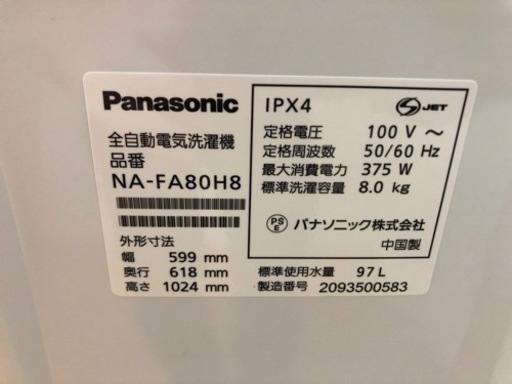 Panasonic
全自動電気洗濯機
品番
NA-FA80H8
外形寸法
幅 599 mm
奥行 618 mm
高さ 1024 mm
IPX4
S JET
定格電圧 100 V ～
定格周波数 50/60 Hz
最大消費電力 375 W
標準洗濯容量 8.0 kg
PS E パナソニック株式会社
中国製
標準使用水量 97 L
製造番号 2093500583